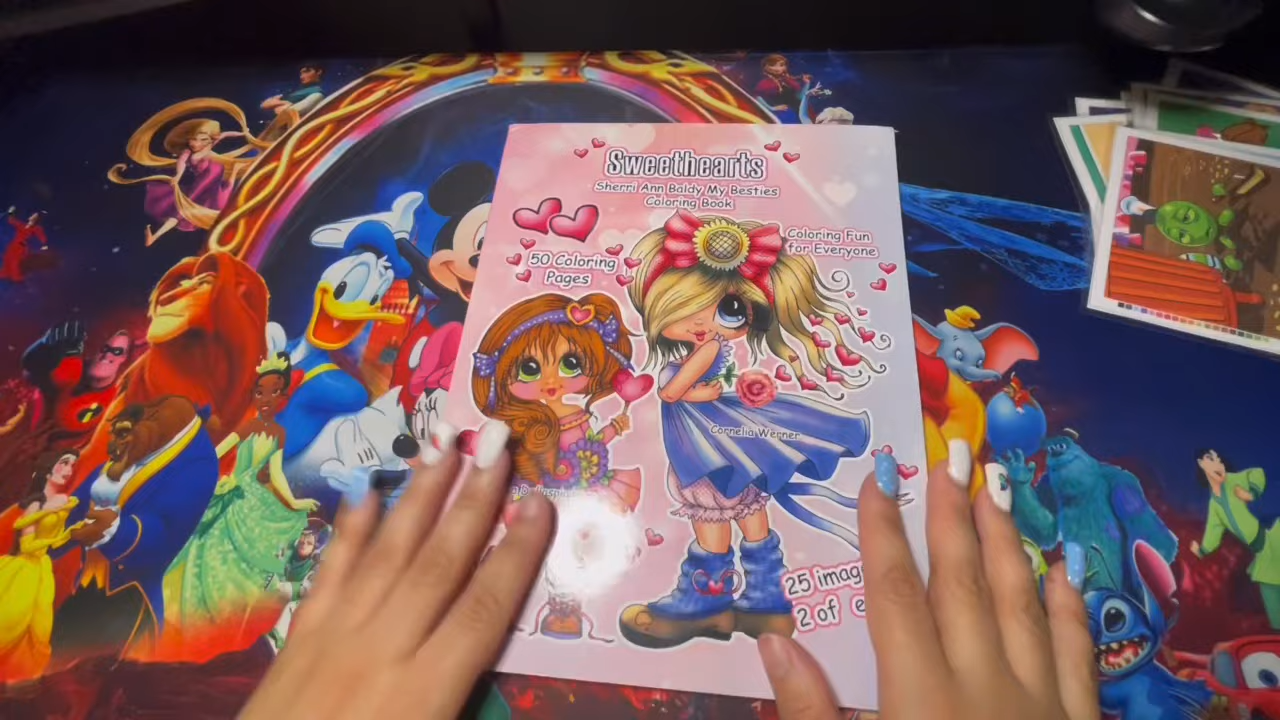 Sweethearts
Sherri Ann Baldy My Besties
Coloring Book
Coloring Fun
for Everyone
50 Coloring
Pages
Cornelia Werner
25
2 of